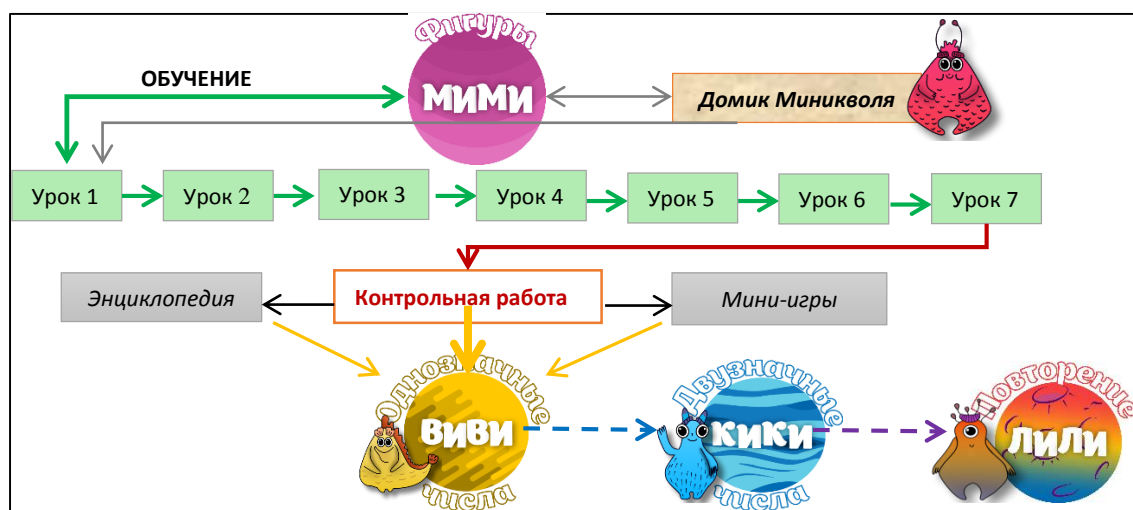 Фигуры
МИМИ
ОБУЧЕНИЕ
Домик Миникволя
Урок 1
Урок 2
Урок 3
Урок 4
Урок 5
Урок 6
Урок 7
Энциклопедия
Контрольная работа
Мини-игры
Однозначные
ВИВИ
числа
Двузначные
КИКИ
числа
Повторение
ЛИЛИ